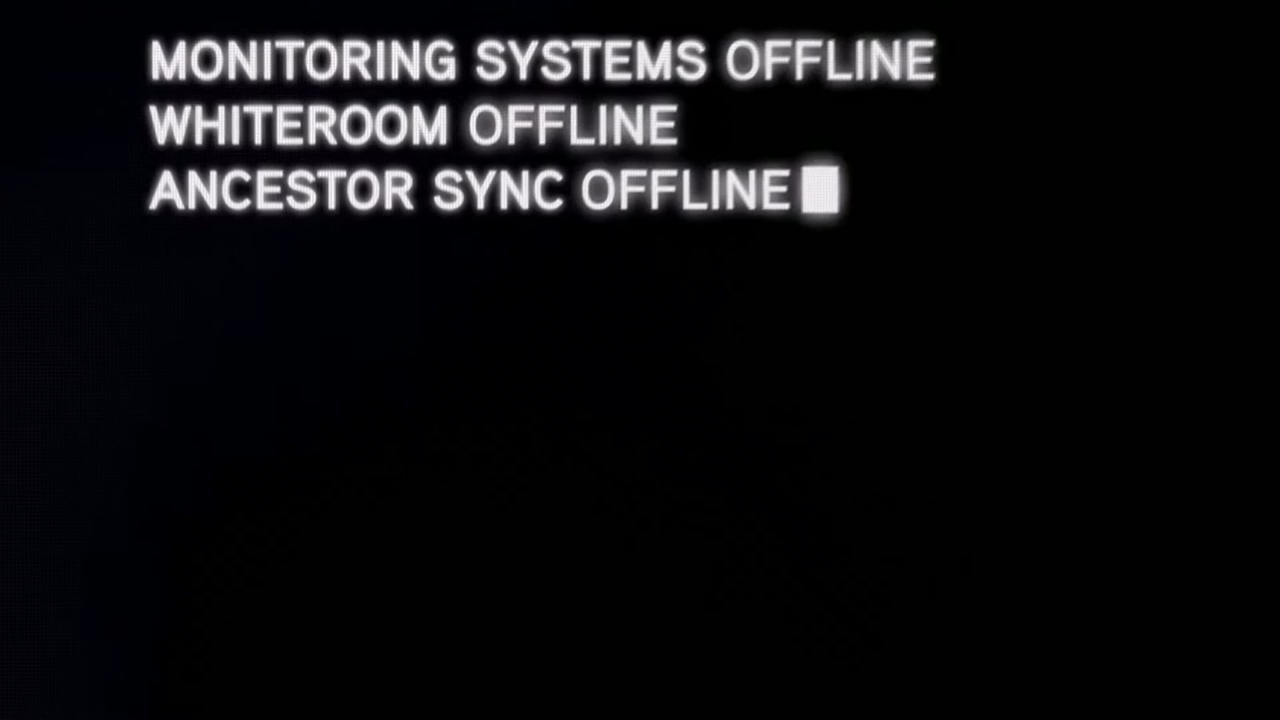 MONITORING SYSTEMS OFFLINE
WHITEROOM OFFLINE
ANCESTOR SYNC OFFLINE